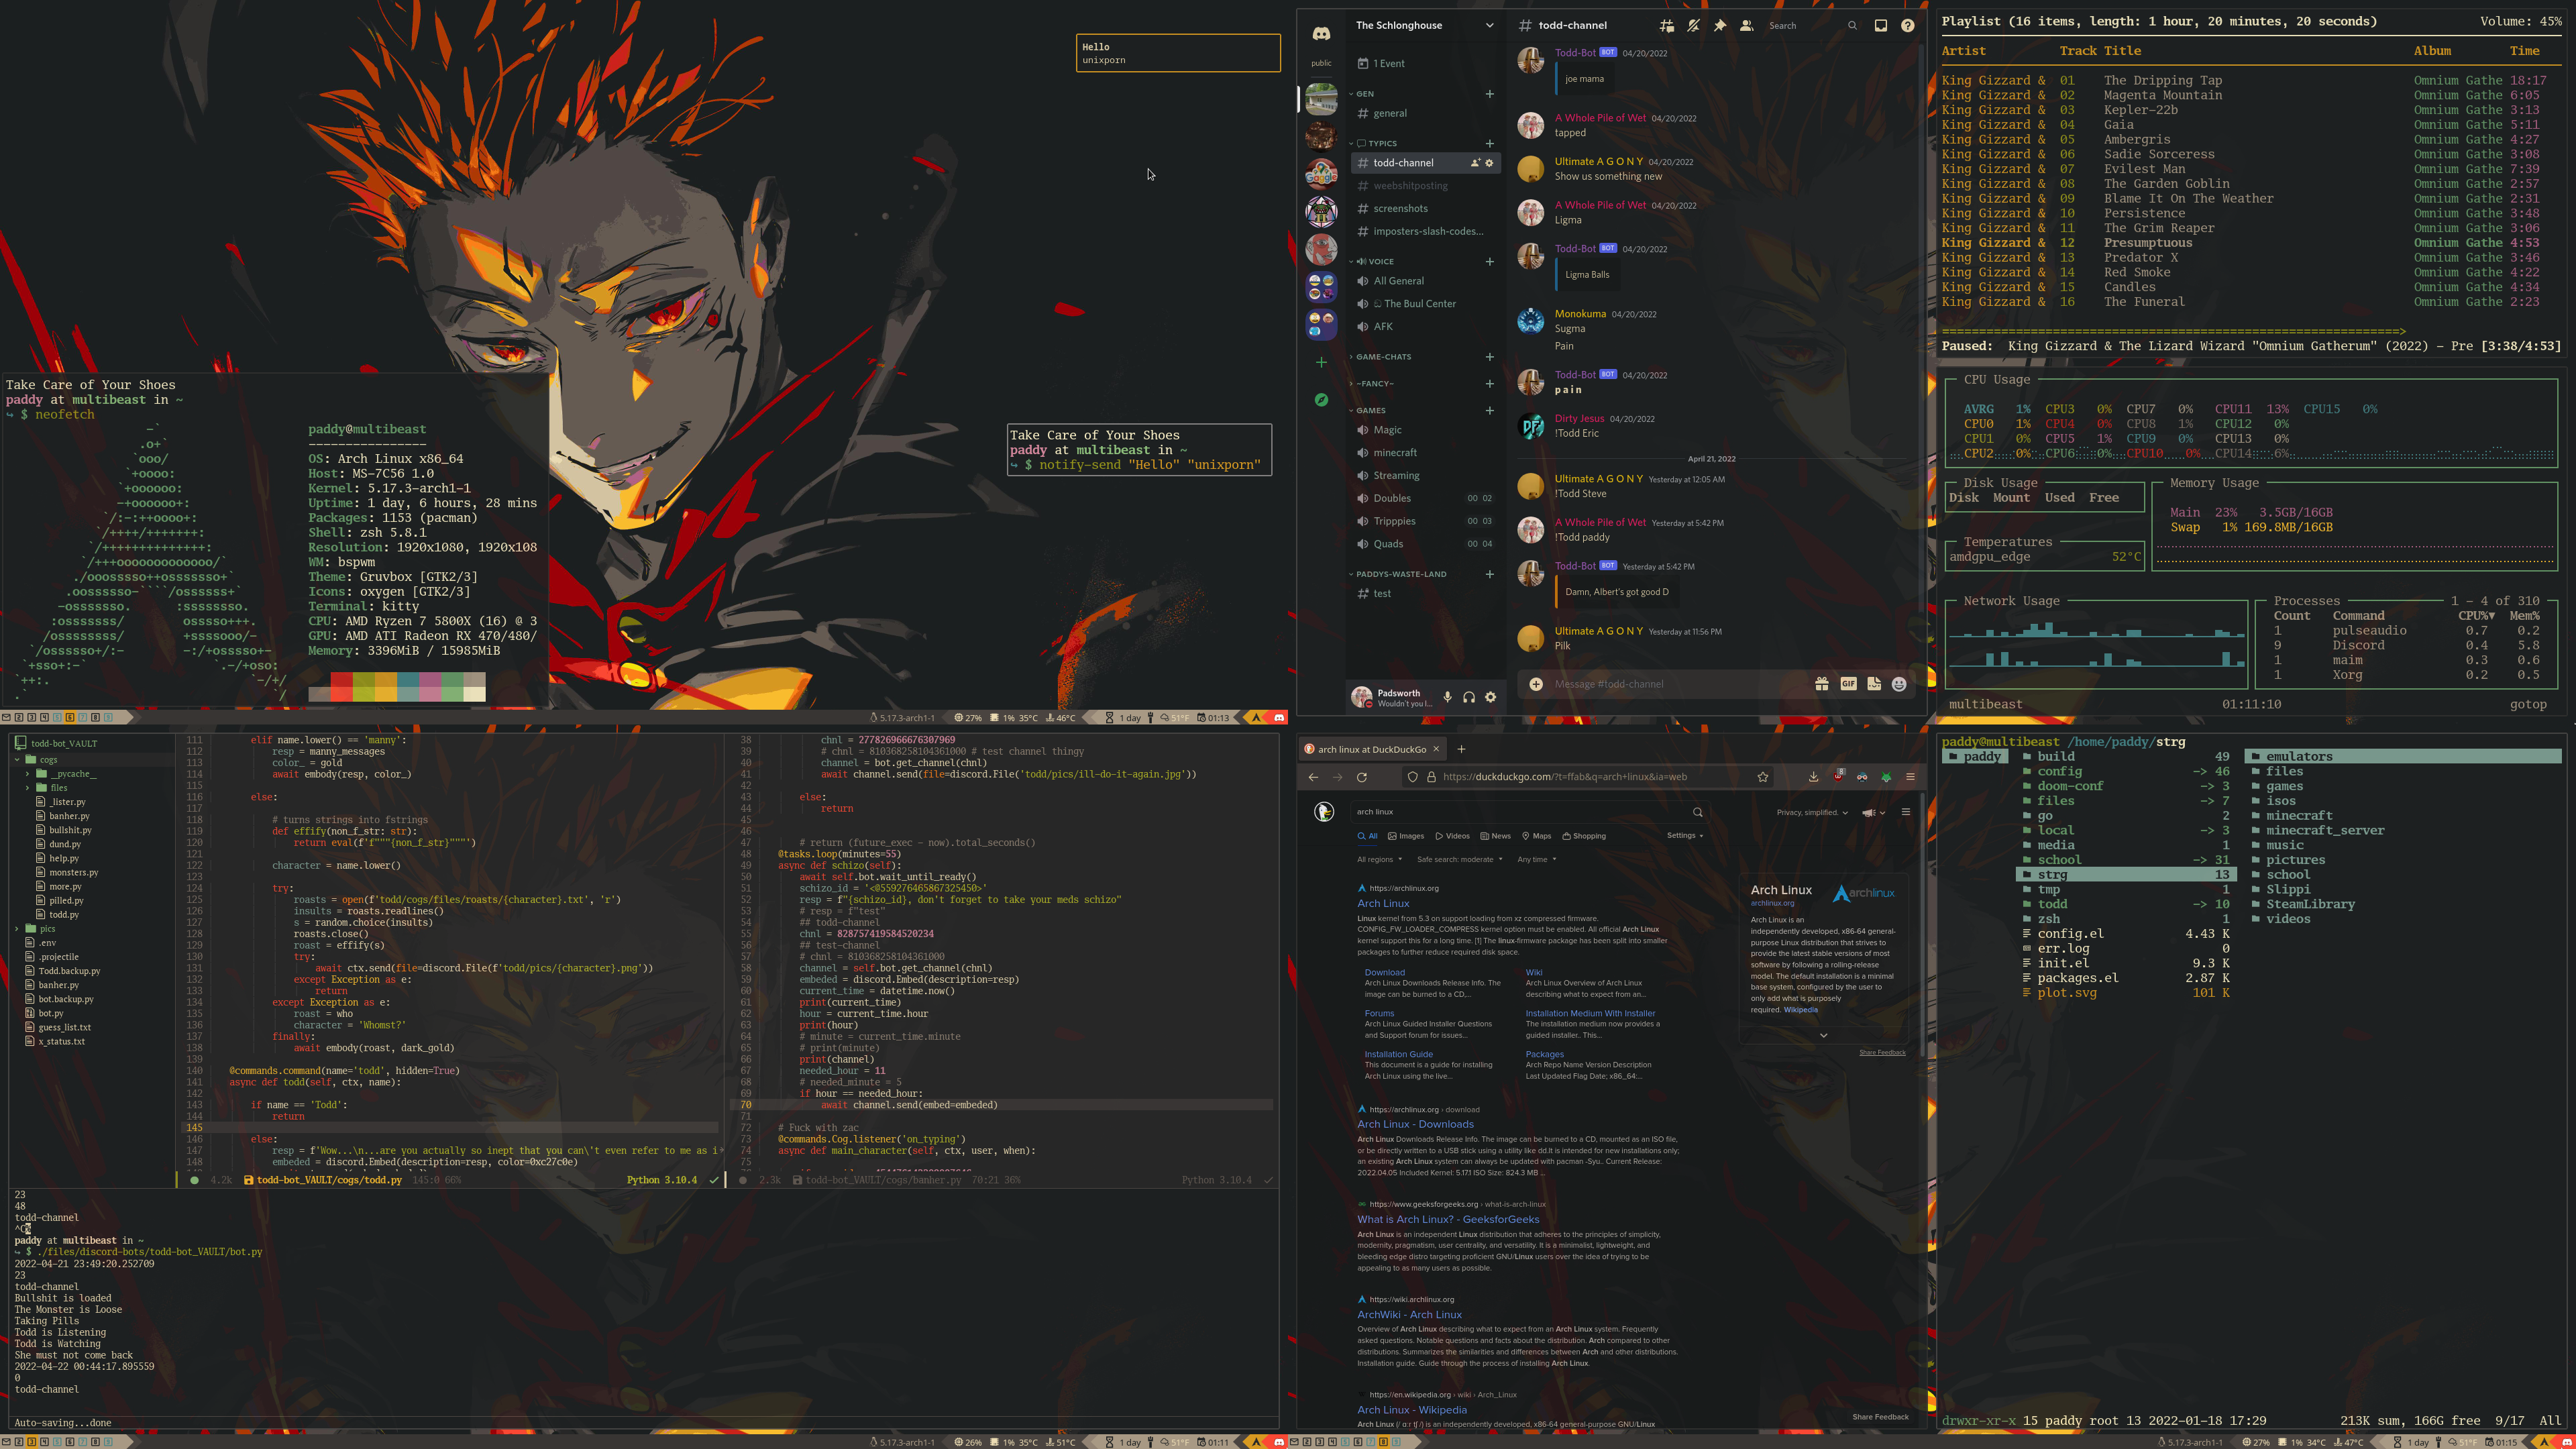 Hello
unixporn
Take Care of Your Shoes
paddy at multibeast in ~
$ neofetch
paddy@multibeast
----------------
OS: Arch Linux x86_64
Host: MS-7C56 1.0
Kernel: 5.17.3-arch1-1
Uptime: 1 day, 6 hours, 28 mins
Packages: 1153 (pacman)
Shell: zsh 5.8.1
Resolution: 1920x1080, 1920x108
WM: bspwm
Theme: Gruvbox [GTK2/3]
Icons: oxygen [GTK2/3]
Terminal: kitty
CPU: AMD Ryzen 7 5800X (16) @ 3
GPU: AMD ATI Radeon RX 470/480/
Memory: 3396MiB / 15985MiB
Take Care of Your Shoes
paddy at multibeast in ~
$ notify-send "Hello" "unixporn"
5.17.3-arch1-1 27% 1% 35°C 46°C 1 day 51°F 01:13
The Schlonghouse
public
1 Event
GEN
general
TYPICS
todd-channel
weebshitposting
screenshots
imposters-slash-codes...
VOICE
All General
The Buul Center
AFK
GAME-CHATS
~FANCY~
GAMES
Magic
minecraft
Streaming
Doubles 00 02
Tripppies 00 03
Quads 00 04
PADDYS-WASTE-LAND
test
Padsworth
Wouldn't you l...
todd-channel
Search
Todd-Bot BOT 04/20/2022
joe mama
A Whole Pile of Wet 04/20/2022
tapped
Ultimate A G O N Y 04/20/2022
Show us something new
A Whole Pile of Wet 04/20/2022
Ligma
Todd-Bot BOT 04/20/2022
Ligma Balls
Monokuma 04/20/2022
Sugma
Pain
Todd-Bot BOT 04/20/2022
p a i n
Dirty Jesus 04/20/2022
!Todd Eric
April 21, 2022
Ultimate A G O N Y Yesterday at 12:05 AM
!Todd Steve
A Whole Pile of Wet Yesterday at 5:42 PM
!Todd paddy
Todd-Bot BOT Yesterday at 5:42 PM
Damn, Albert's got good D
Ultimate A G O N Y Yesterday at 11:56 PM
Pilk
Message #todd-channel
GIF
Playlist (16 items, length: 1 hour, 20 minutes, 20 seconds) Volume: 45%
Artist Track Title Album Time
King Gizzard & 01 The Dripping Tap Omnium Gathe 18:17
King Gizzard & 02 Magenta Mountain Omnium Gathe 6:05
King Gizzard & 03 Kepler-22b Omnium Gathe 3:13
King Gizzard & 04 Gaia Omnium Gathe 5:11
King Gizzard & 05 Ambergris Omnium Gathe 4:27
King Gizzard & 06 Sadie Sorceress Omnium Gathe 3:08
King Gizzard & 07 Evilest Man Omnium Gathe 7:39
King Gizzard & 08 The Garden Goblin Omnium Gathe 2:57
King Gizzard & 09 Blame It On The Weather Omnium Gathe 2:31
King Gizzard & 10 Persistence Omnium Gathe 3:48
King Gizzard & 11 The Grim Reaper Omnium Gathe 3:06
King Gizzard & 12 Presumptuous Omnium Gathe 4:53
King Gizzard & 13 Predator X Omnium Gathe 3:46
King Gizzard & 14 Red Smoke Omnium Gathe 4:22
King Gizzard & 15 Candles Omnium Gathe 4:34
King Gizzard & 16 The Funeral Omnium Gathe 2:23
Paused: King Gizzard & The Lizard Wizard "Omnium Gatherum" (2022) - Pre [3:38/4:53]
CPU Usage
AVRG 1% CPU3 0% CPU7 0% CPU11 13% CPU15 0%
CPU0 1% CPU4 0% CPU8 1% CPU12 0%
CPU1 0% CPU5 1% CPU9 0% CPU13 0%
CPU2 0% CPU6 0% CPU10 0% CPU14 6%
Disk Usage
Disk Mount Used Free
Memory Usage
Main 23% 3.5GB/16GB
Swap 1% 169.8MB/16GB
Temperatures
amdgpu_edge 52°C
Network Usage
Processes 1 - 4 of 310
Count Command CPU%▼ Mem%
1 pulseaudio 0.7 0.2
9 Discord 0.4 5.8
1 maim 0.3 0.6
1 Xorg 0.2 0.5
multibeast 01:11:10 gotop
todd-bot_VAULT
cogs
__pycache__
files
_lister.py
banher.py
bullshit.py
dund.py
help.py
monsters.py
more.py
pilled.py
todd.py
pics
.env
.projectile
Todd.backup.py
banher.py
bot.backup.py
bot.py
guess_list.txt
x_status.txt
111 elif name.lower() == 'manny':
112 resp = manny_messages
113 color_ = gold
114 await embody(resp, color_)
115
116 else:
117
118 # turns strings into fstrings
119 def effify(non_f_str: str):
120 return eval(f'f"""{non_f_str}"""')
121
122 character = name.lower()
123
124 try:
125 roasts = open(f'todd/cogs/files/roasts/{character}.txt', 'r')
126 insults = roasts.readlines()
127 s = random.choice(insults)
128 roasts.close()
129 roast = effify(s)
130 try:
131 await ctx.send(file=discord.File(f'todd/pics/{character}.png'))
132 except Exception as e:
133 return
134 except Exception as e:
135 roast = who
136 character = 'Whomst?'
137 finally:
138 await embody(roast, dark_gold)
139
140 @commands.command(name='todd', hidden=True)
141 async def todd(self, ctx, name):
142
143 if name == 'Todd':
144 return
145
146 else:
147 resp = f'Wow...\n...are you actually so inept that you can\'t even refer to me as i
148 embeded = discord.Embed(description=resp, color=0xc27c0e)
4.2k todd-bot_VAULT/cogs/todd.py 145:0 66% Python 3.10.4
38 chnl = 277826966676307969
39 # chnl = 810368258104361000 # test channel thingy
40 channel = bot.get_channel(chnl)
41 await channel.send(file=discord.File('todd/pics/ill-do-it-again.jpg'))
42
43 else:
44 return
45
46
47 # return (future_exec - now).total_seconds()
48 @tasks.loop(minutes=55)
49 async def schizo(self):
50 await self.bot.wait_until_ready()
51 schizo_id = '<@559276465867325450>'
52 resp = f"{schizo_id}, don't forget to take your meds schizo"
53 # resp = f"test"
54 ## todd-channel
55 chnl = 828757419584520234
56 ## test-channel
57 # chnl = 810368258104361000
58 channel = self.bot.get_channel(chnl)
59 embeded = discord.Embed(description=resp)
60 current_time = datetime.now()
61 print(current_time)
62 hour = current_time.hour
63 print(hour)
64 # minute = current_time.minute
65 # print(minute)
66 print(channel)
67 needed_hour = 11
68 # needed_minute = 5
69 if hour == needed_hour:
70 await channel.send(embed=embeded)
71
72 # Fuck with zac
73 @commands.Cog.listener('on_typing')
74 async def main_character(self, ctx, user, when):
75
2.3k todd-bot_VAULT/cogs/banher.py 70:21 36% Python 3.10.4
23
48
todd-channel
^C
paddy at multibeast in ~
$ ./files/discord-bots/todd-bot_VAULT/bot.py
2022-04-21 23:49:20.252709
23
todd-channel
Bullshit is loaded
The Monster is Loose
Taking Pills
Todd is Listening
Todd is Watching
She must not come back
2022-04-22 00:44:17.895559
0
todd-channel
Auto-saving...done
5.17.3-arch1-1 26% 1% 35°C 51°C 1 day 51°F 01:11
arch linux at DuckDuckGo
https://duckduckgo.com/?t=ffab&q=arch+linux&ia=web
arch linux
Privacy, simplified.
All Images Videos News Maps Shopping Settings
All regions Safe search: moderate Any time
https://archlinux.org
Arch Linux
Linux kernel from 5.3 on support loading from xz compressed firmware.
CONFIG_FW_LOADER_COMPRESS kernel option must be enabled. All official Arch Linux
kernel support this for a long time. [1] The linux-firmware package has been split into smaller
packages to further reduce required disk space.
Download
Arch Linux Downloads Release Info. The
image can be burned to a CD,...
Wiki
Arch Linux Overview of Arch Linux
describing what to expect from an...
Forums
Arch Linux Guided Installer Questions
and Support forum for issues...
Installation Medium With Installer
The installation medium now provides a
guided installer.. This...
Installation Guide
This document is a guide for installing
Arch Linux using the live...
Packages
Arch Repo Name Version Description
Last Updated Flag Date; x86_64:...
Arch Linux
archlinux.org
archlinux
Arch Linux is an
independently developed, x86-64 general-
purpose Linux distribution that strives to
provide the latest stable versions of most
software by following a rolling-release
model. The default installation is a minimal
base system, configured by the user to
only add what is purposely
required. Wikipedia
Share Feedback
https://archlinux.org › download
Arch Linux - Downloads
Arch Linux Downloads Release Info. The image can be burned to a CD, mounted as an ISO file,
or be directly written to a USB stick using a utility like dd.It is intended for new installations only;
an existing Arch Linux system can always be updated with pacman -Syu.. Current Release:
2022.04.05 Included Kernel: 5.17.1 ISO Size: 824.3 MB ...
https://www.geeksforgeeks.org › what-is-arch-linux
What is Arch Linux? - GeeksforGeeks
Arch Linux is an independent Linux distribution that adheres to the principles of simplicity,
modernity, pragmatism, user centrality, and versatility. It is a minimalist, lightweight, and
bleeding edge distro targeting proficient GNU/Linux users over the idea of trying to be
appealing to as many users as possible.
https://wiki.archlinux.org
ArchWiki - Arch Linux
Overview of Arch Linux describing what to expect from an Arch Linux system. Frequently
asked questions. Notable questions and facts about the distribution. Arch compared to other
distributions. Summarizes the similarities and differences between Arch and other distributions.
Installation guide. Guide through the process of installing Arch Linux.
https://en.wikipedia.org › wiki › Arch_Linux
Arch Linux - Wikipedia
Arch Linux (/ ɑːr tʃ /) is an independently developed, x86-64 general-purpose GNU/Linux
Share Feedback
paddy@multibeast /home/paddy/strg
paddy
build 49
config -> 46
doom-conf -> 3
files -> 7
go 2
local -> 3
media 1
school -> 31
strg 13
tmp 1
todd -> 10
zsh 1
config.el 4.43 K
err.log 0
init.el 9.3 K
packages.el 2.87 K
plot.svg 101 K
emulators
files
games
isos
minecraft
minecraft_server
music
pictures
school
Slippi
SteamLibrary
videos
drwxr-xr-x 15 paddy root 13 2022-01-18 17:29 213K sum, 166G free 9/17 All
5.17.3-arch1-1 27% 1% 34°C 47°C 1 day 51°F 01:15